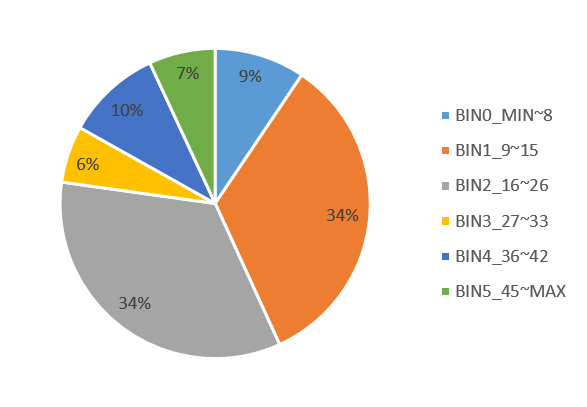 7%
9%
10%
6%
34%
34%
BIN0_MIN~8
BIN1_9~15
BIN2_16~26
BIN3_27~33
BIN4_36~42
BIN5_45~MAX